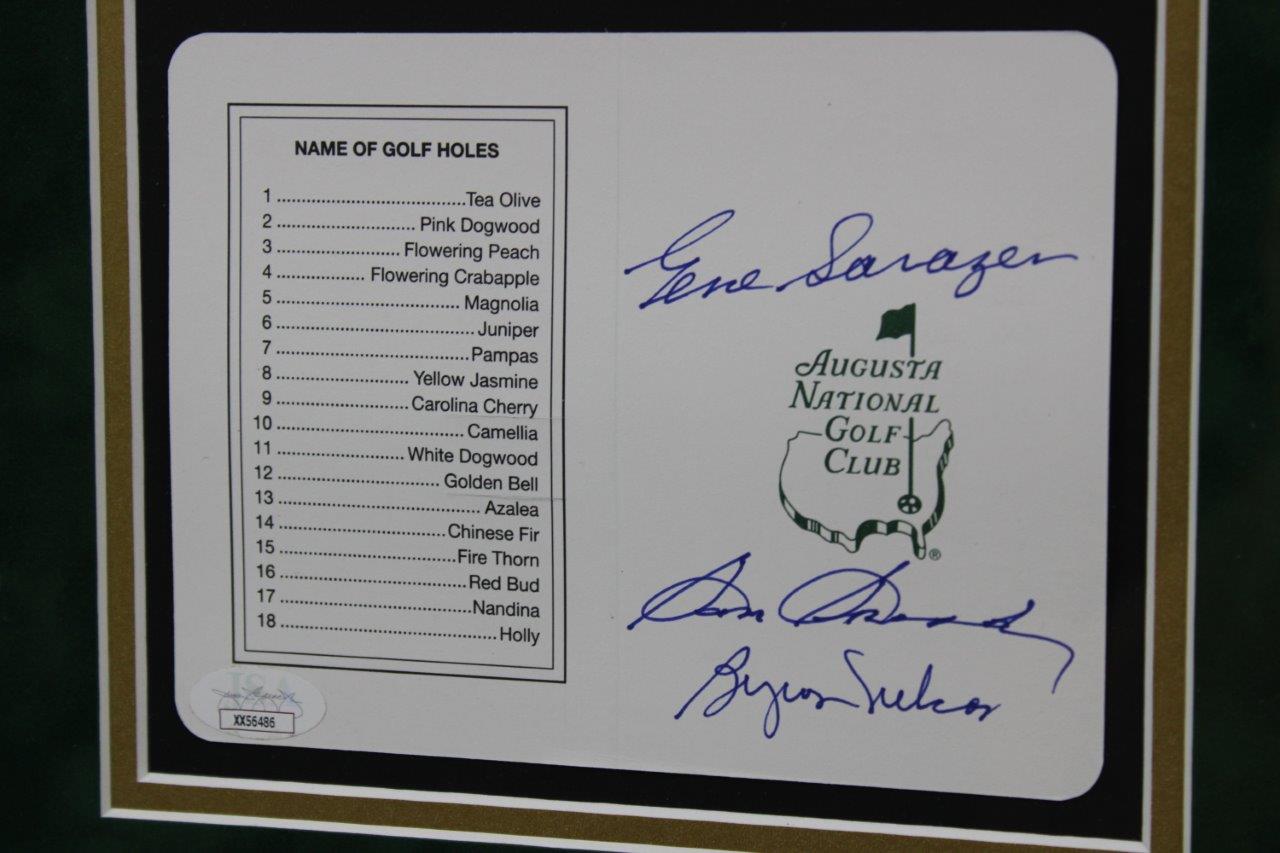 NAME OF GOLF HOLES
1 ..................................Tea Olive
2 ......................... Pink Dogwood
3 ........................ Flowering Peach
4 ................ Flowering Crabapple
5 ................................. Magnolia
6 ....................................Juniper
7 ...................................Pampas
8 ........................ Yellow Jasmine
9 ........................ Carolina Cherry
10 .................................. Camellia
11 .......................White Dogwood
12 .............................Golden Bell
13 .................................... Azalea
14 ..............................Chinese Fir
15 ................................Fire Thorn
16 ..................................Red Bud
17 ...................................Nandina
18 .......................................Holly
JSA
XX56486
Gene Sarazen
AUGUSTA
NATIONAL
GOLF
CLUB
®
Sam Snead
Byron Nelson